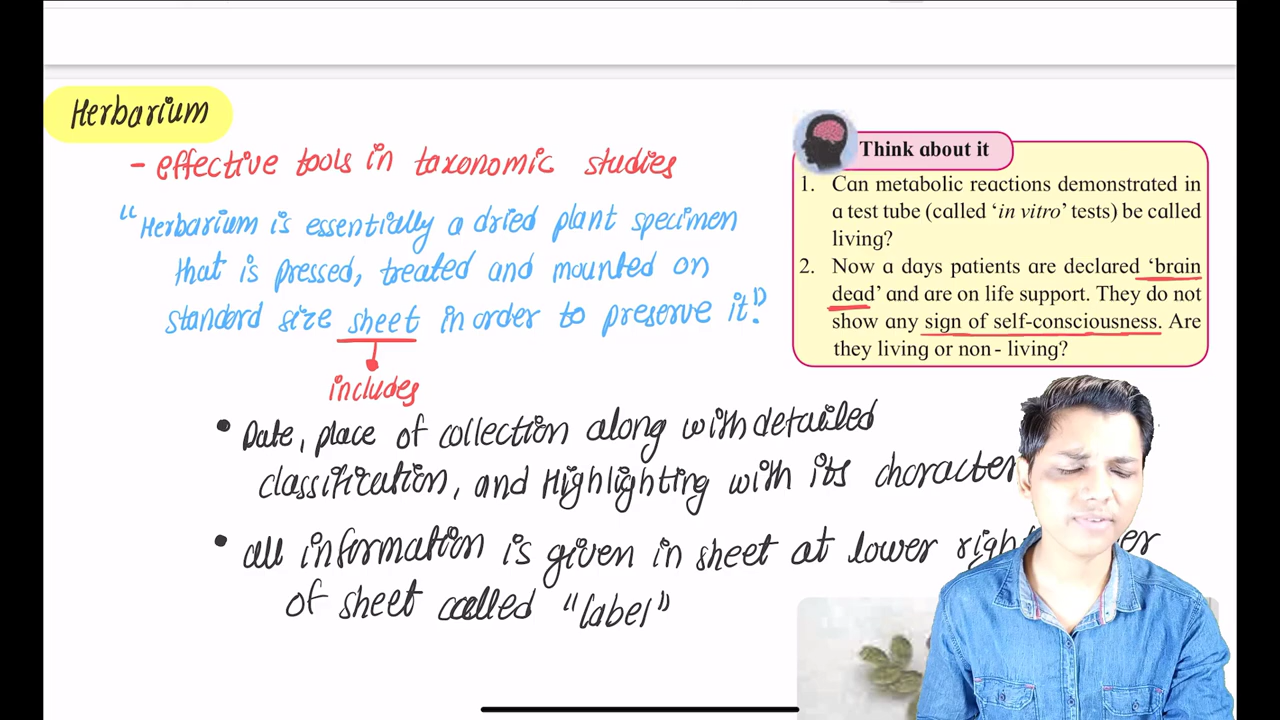 Herbarium
- effective tools in taxonomic studies
"Herbarium is essentially a dried plant specimen
that is pressed, treated and mounted on
standard size sheet in order to preserve it."
includes
• Date, place of collection along with detailed
classification, and Highlighting with its character
• all information is given in sheet at lower
of sheet called "label"
Think about it
1. Can metabolic reactions demonstrated in
a test tube (called 'in vitro' tests) be called
living?
2. Now a days patients are declared 'brain
dead' and are on life support. They do not
show any sign of self-consciousness. Are
they living or non - living?